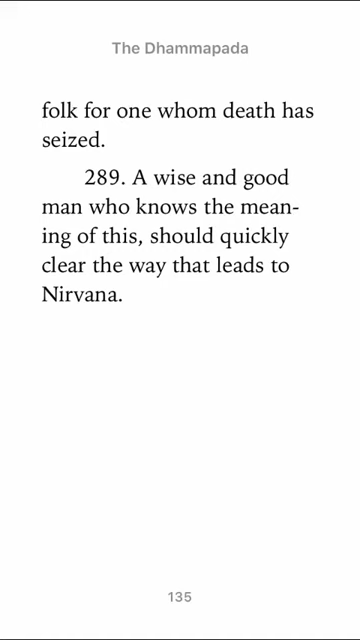 The Dhammapada
folk for one whom death has
seized.
289. A wise and good
man who knows the mean-
ing of this, should quickly
clear the way that leads to
Nirvana.
135